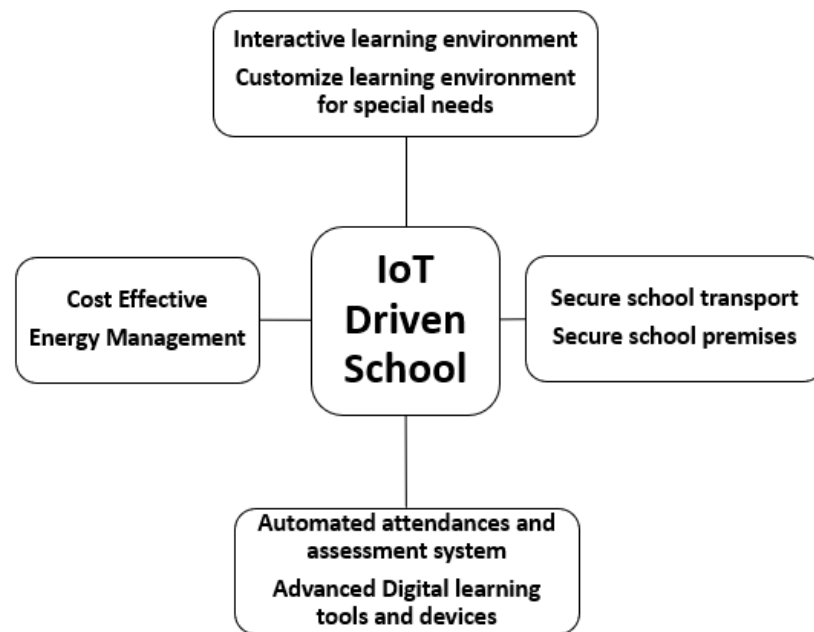 Interactive learning environment
Customize learning environment
for special needs
Cost Effective
Energy Management
IoT
Driven
School
Secure school transport
Secure school premises
Automated attendances and
assessment system
Advanced Digital learning
tools and devices